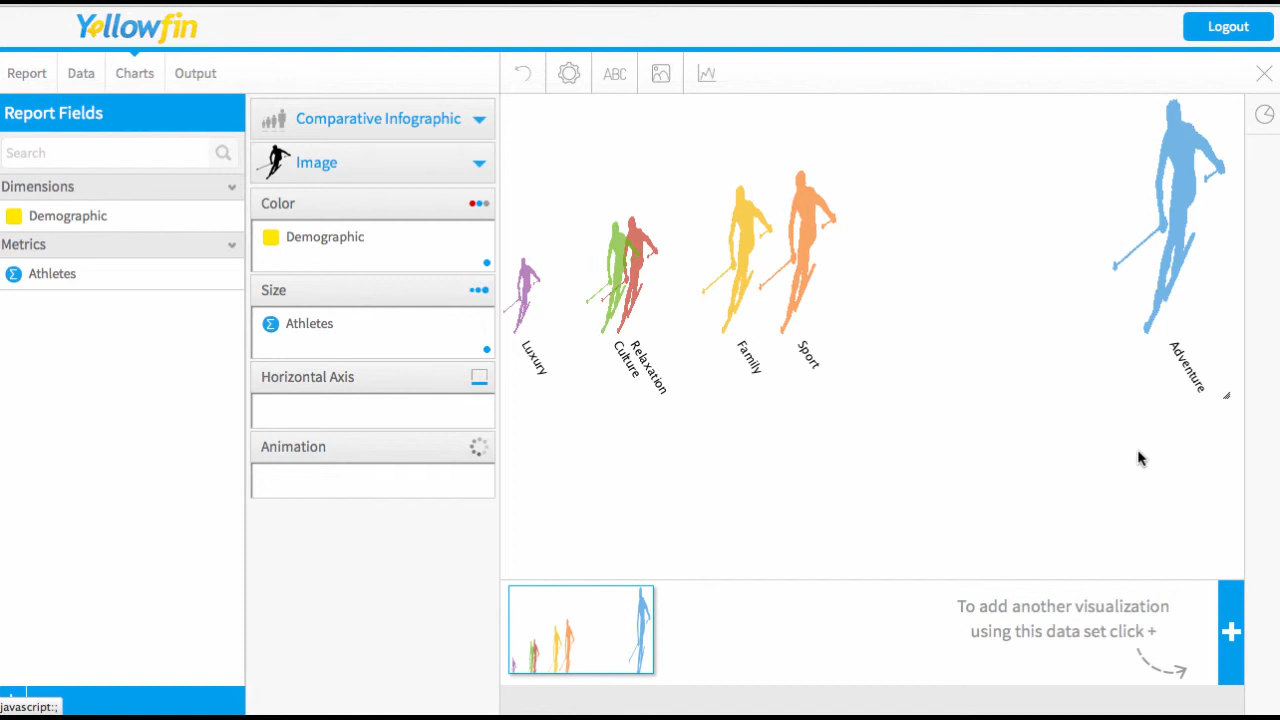 Yellowfin
Logout
Report
Data
Charts
Output
ABC
Report Fields
Search
Dimensions
Demographic
Metrics
Athletes
Comparative Infographic
Image
Color
Demographic
Size
Athletes
Horizontal Axis
Animation
Luxury
Culture
Relaxation
Family
Sport
Adventure
To add another visualization
using this data set click +
javascript:;